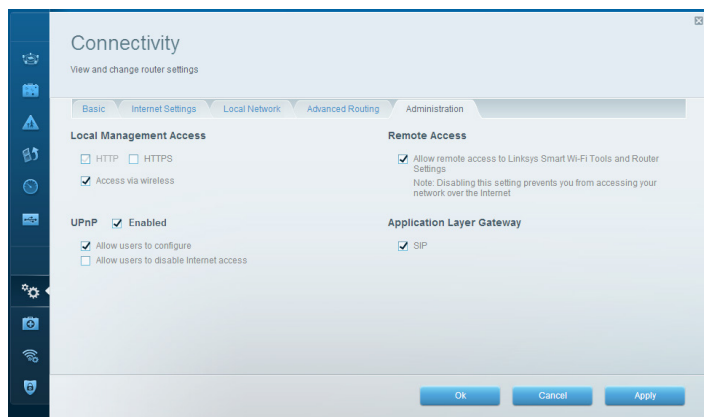 Connectivity
View and change router settings
Basic Internet Settings Local Network Advanced Routing Administration
Local Management Access
HTTP HTTPS
Access via wireless
UPnP Enabled
Allow users to configure
Allow users to disable Internet access
Remote Access
Allow remote access to Linksys Smart Wi-Fi Tools and Router
Settings
Note: Disabling this setting prevents you from accessing your
network over the Internet
Application Layer Gateway
SIP
Ok Cancel Apply